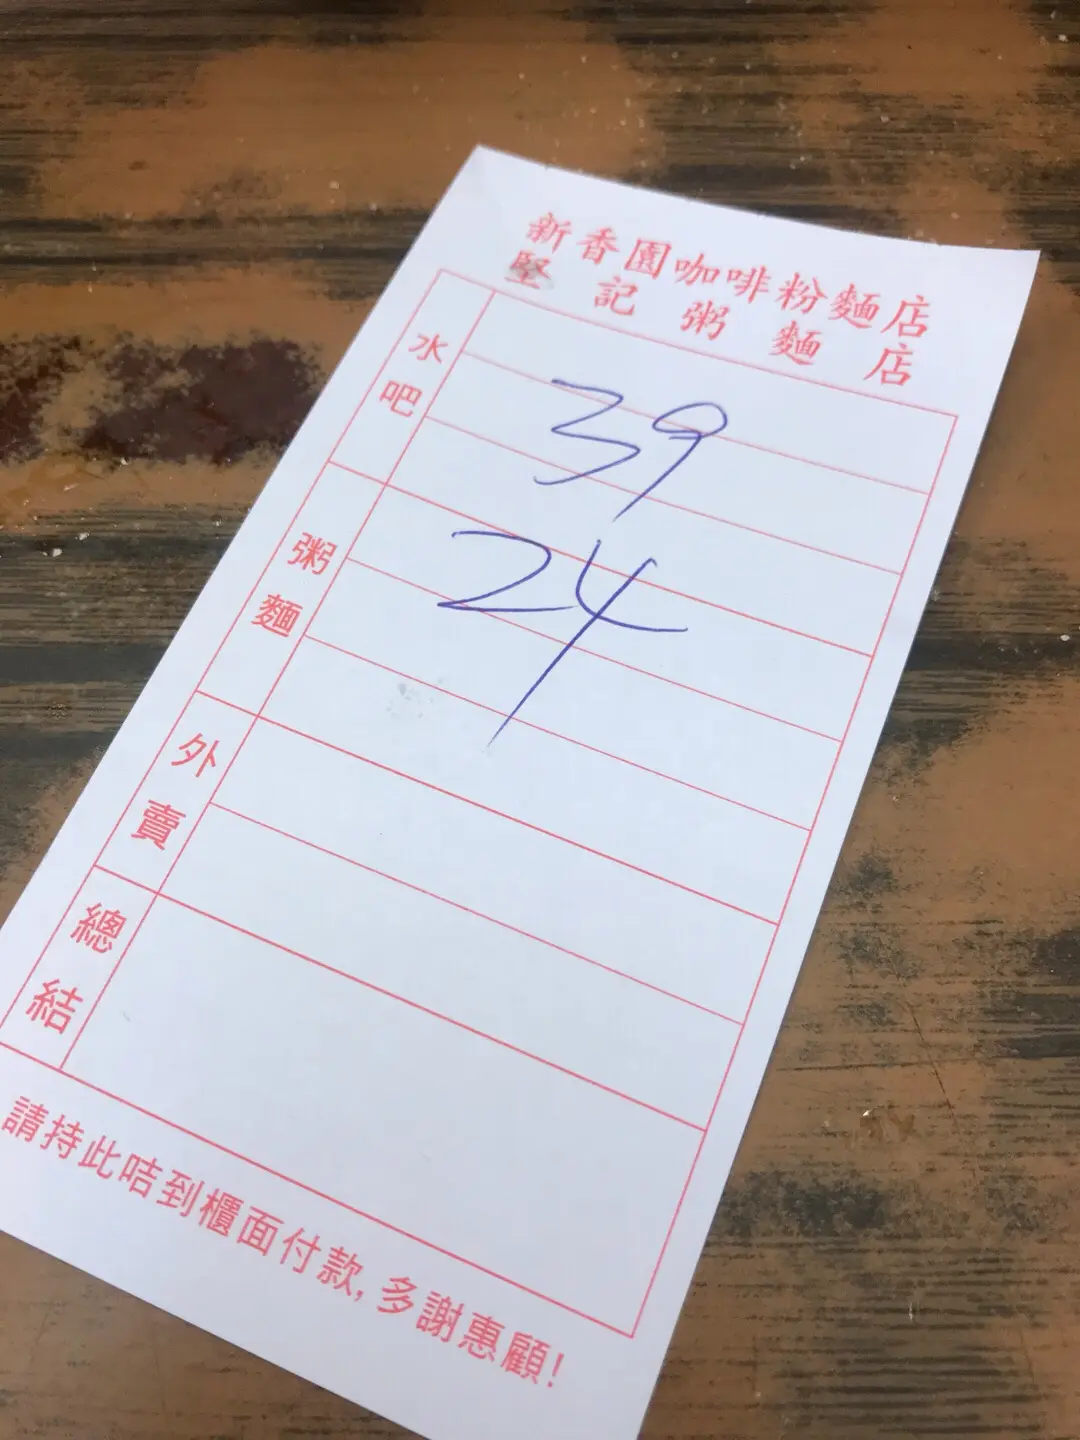 新香園咖啡粉麵店
堅記粥麵店
水吧
39
24
粥麵
外賣
總結
請持此咭到櫃面付款,多謝惠顧!